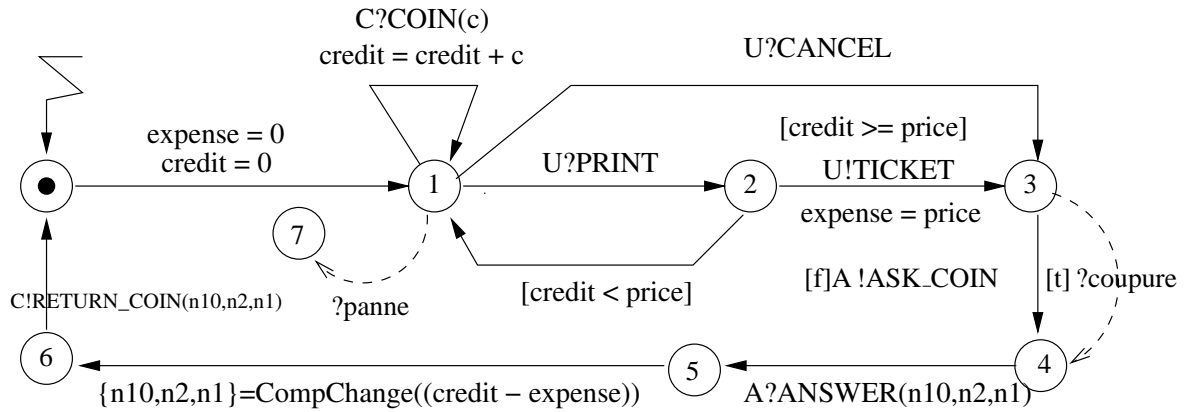 C?COIN(c)
credit = credit + c
U?CANCEL
expense = 0
credit = 0
[credit >= price]
U?PRINT
U!TICKET
1
2
3
expense = price
7
[f]A !ASK_COIN
[t] ?coupure
[credit < price]
C!RETURN_COIN(n10,n2,n1)
?panne
6
5
4
{n10,n2,n1}=CompChange((credit − expense))
A?ANSWER(n10,n2,n1)